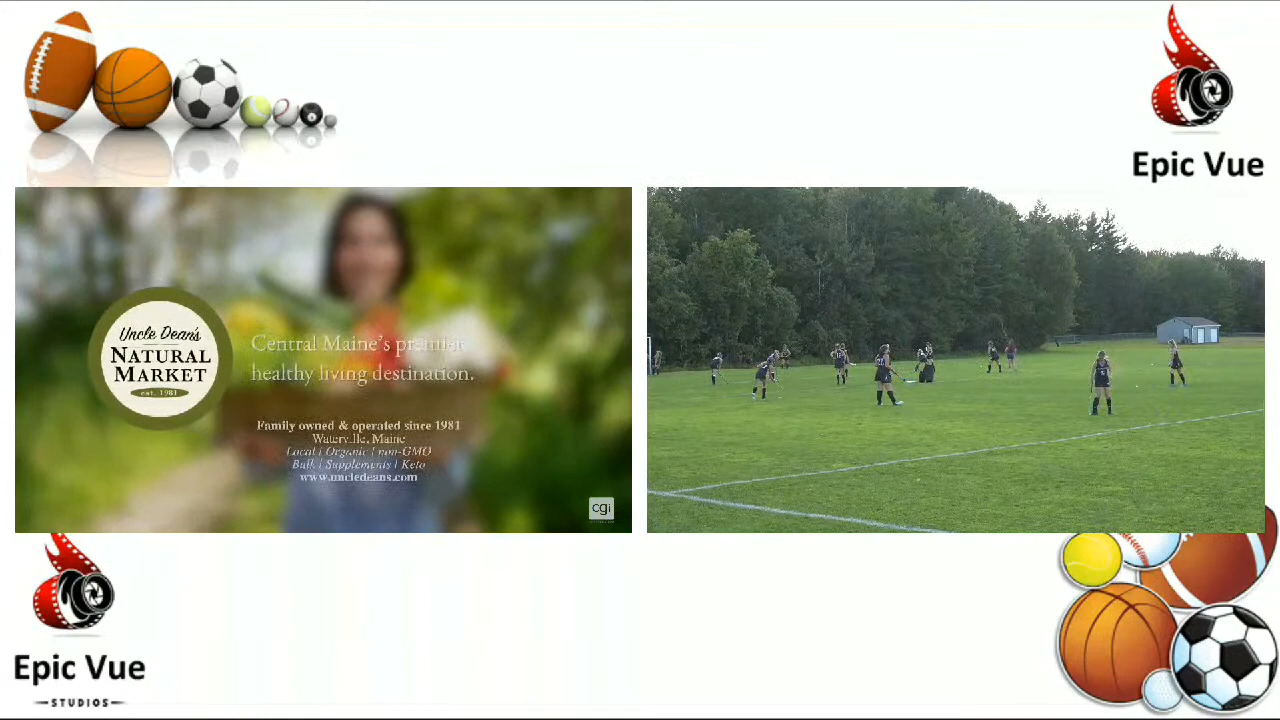 Epic Vue
Uncle Dean's
NATURAL
MARKET
est. 1981
Central Maine's premier
healthy living destination.
Family owned & operated since 1981
Waterville, Maine
Local | Organic | non-GMO
Bulk | Supplements | Keto
www.uncledeans.com
cgi
Epic Vue
STUDIOS